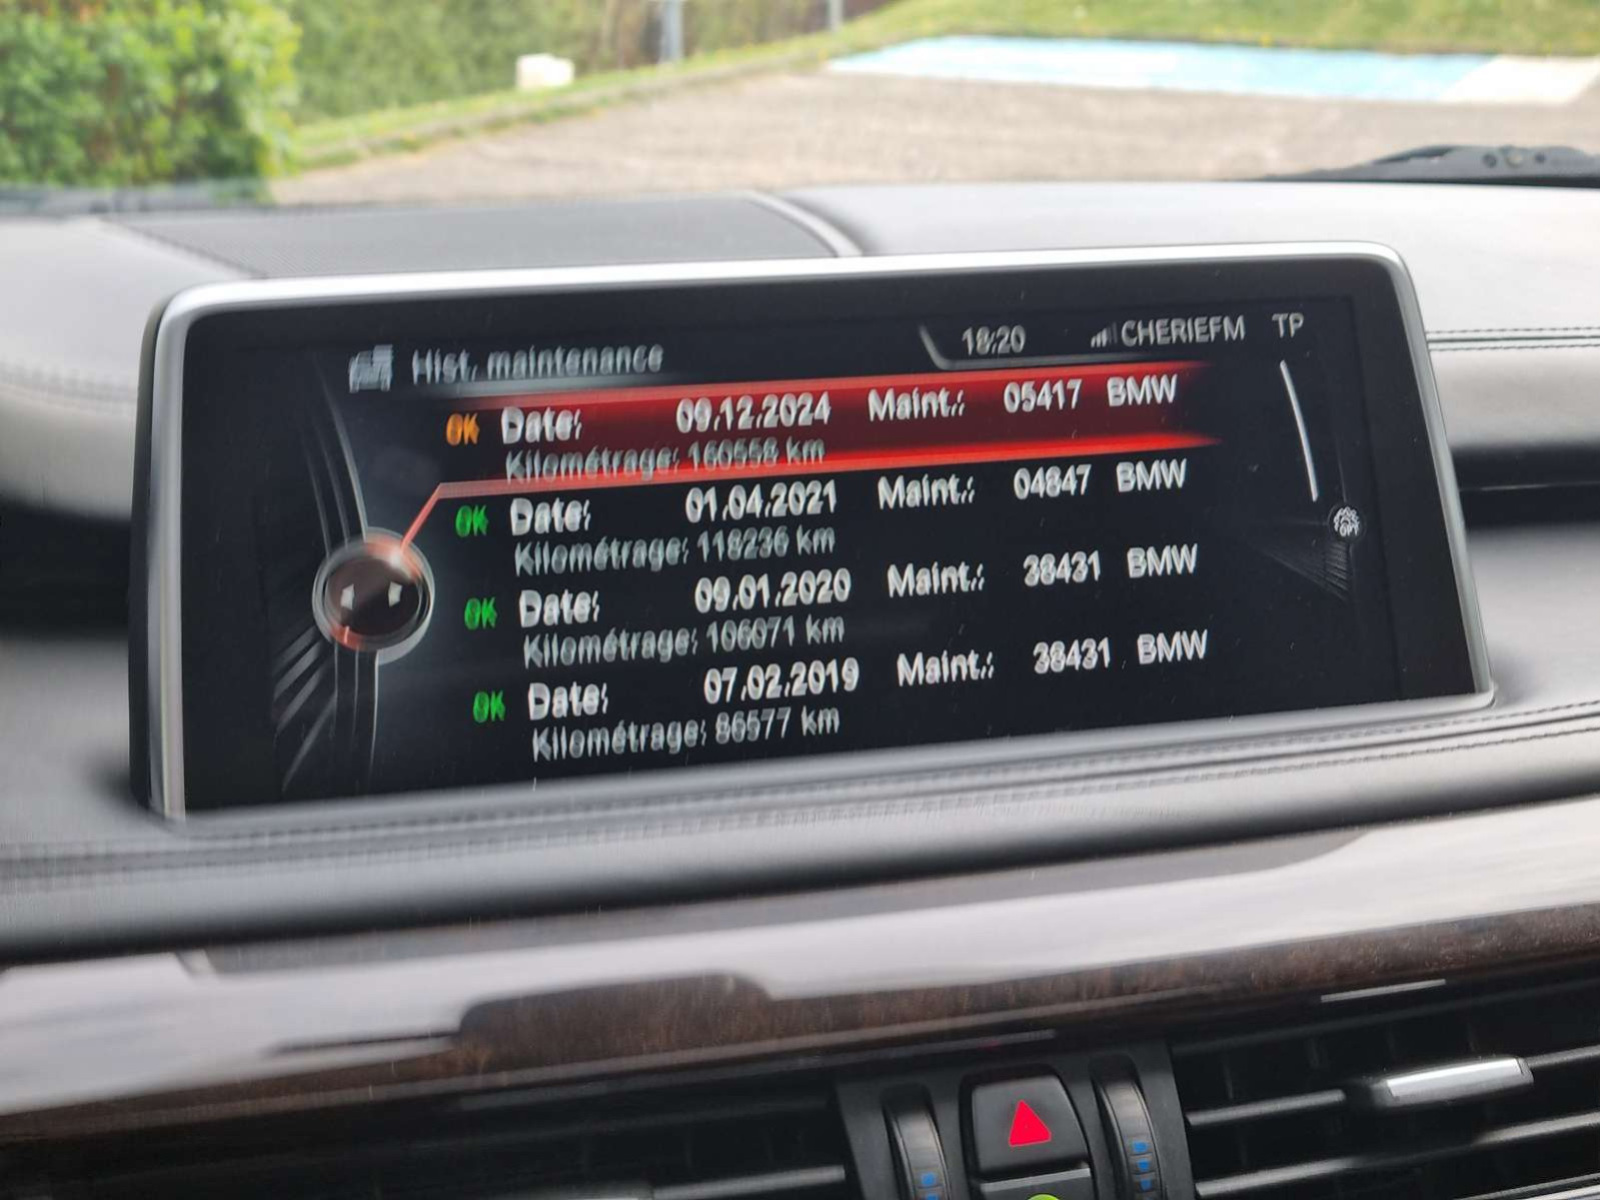 Hist. maintenance 18:20 CHERIEFM TP
OK Date: 09.12.2024 Maint.: 05417 BMW
Kilométrage: 160558 km
OK Date: 01.04.2021 Maint.: 04847 BMW
Kilométrage: 118236 km
OK Date: 09.01.2020 Maint.: 38431 BMW
Kilométrage: 106071 km
OK Date: 07.02.2019 Maint.: 38431 BMW
Kilométrage: 86577 km